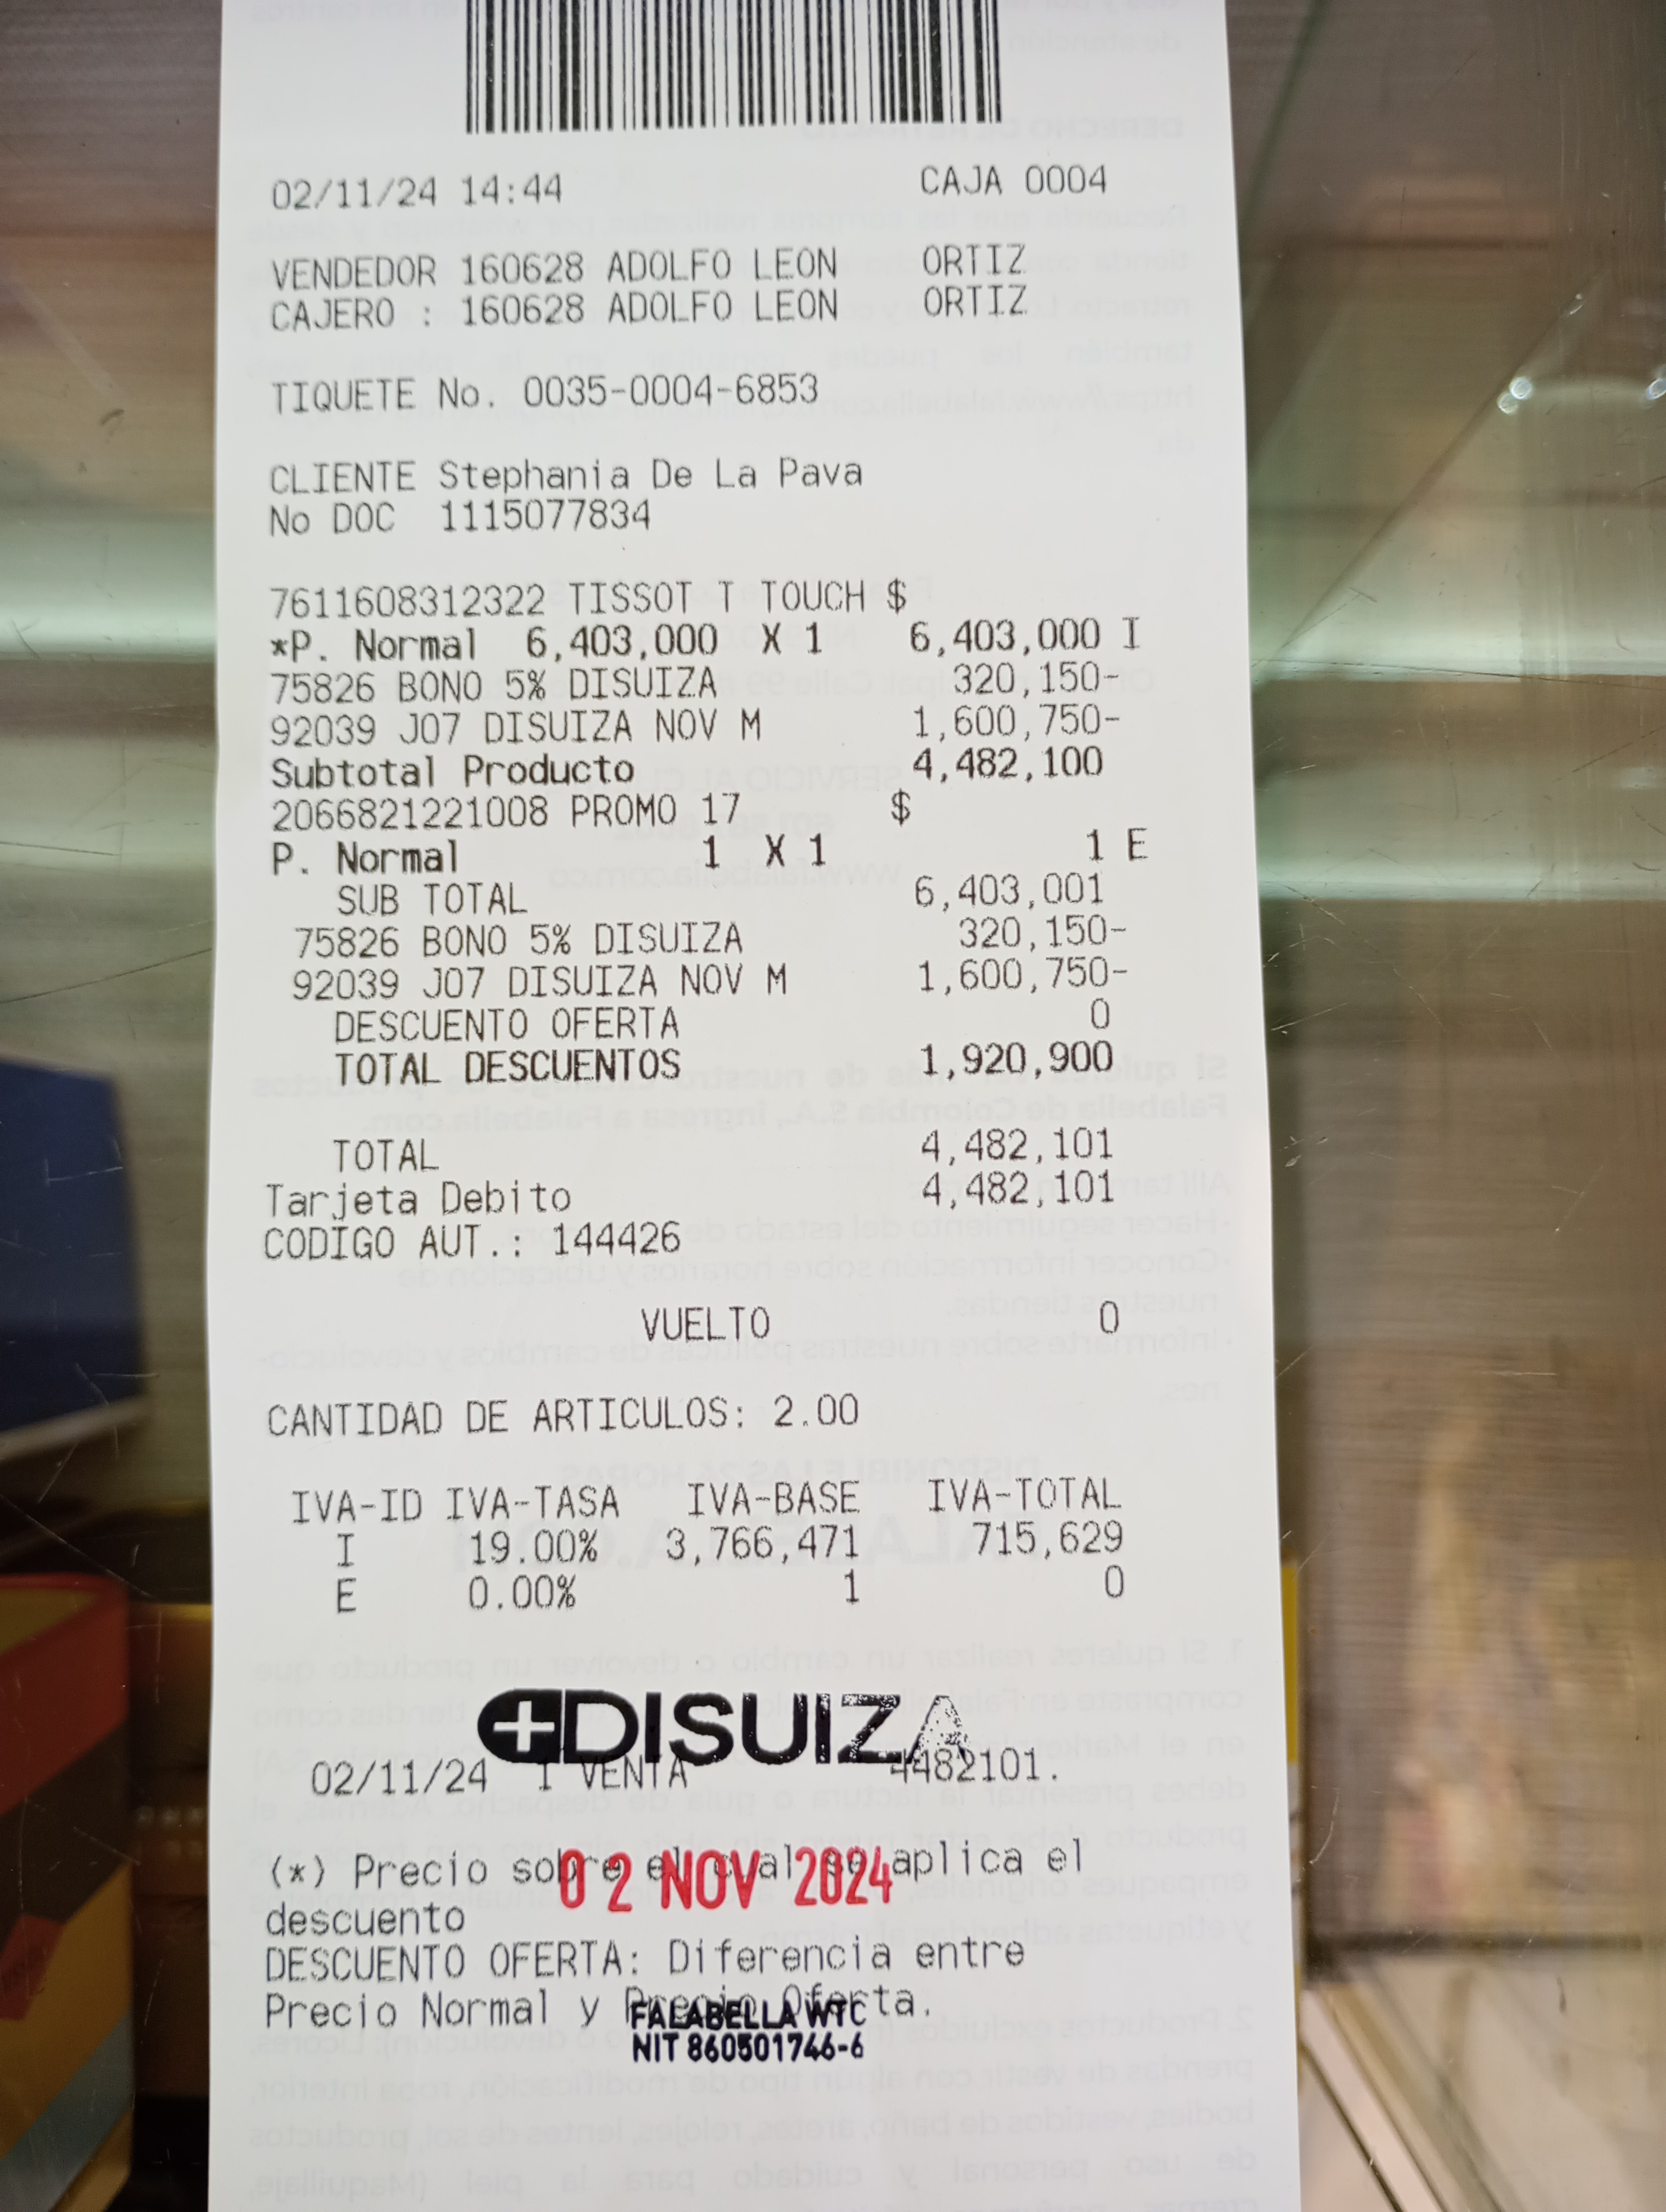 02/11/24 14:44 CAJA 0004
VENDEDOR 160628 ADOLFO LEON ORTIZ
CAJERO : 160628 ADOLFO LEON ORTIZ
TIQUETE No. 0035-0004-6853
CLIENTE Stephania De La Pava
No DOC 1115077834
7611608312322 TISSOT T TOUCH $
*P. Normal 6,403,000 X 1 6,403,000 I
75826 BONO 5% DISUIZA 320,150-
92039 J07 DISUIZA NOV M 1,600,750-
Subtotal Producto 4,482,100
2066821221008 PROMO 17 $
P. Normal 1 X 1 1 E
SUB TOTAL 6,403,001
75826 BONO 5% DISUIZA 320,150-
92039 J07 DISUIZA NOV M 1,600,750-
DESCUENTO OFERTA 0
TOTAL DESCUENTOS 1,920,900
TOTAL 4,482,101
Tarjeta Debito 4,482,101
CODIGO AUT.: 144426
VUELTO 0
CANTIDAD DE ARTICULOS: 2.00
IVA-ID IVA-TASA IVA-BASE IVA-TOTAL
I 19.00% 3,766,471 715,629
E 0.00% 1 0
DISUIZA
02/11/24 1 VENTA 4482101.
(*) Precio sobre el cual se aplica el
02 NOV 2024
descuento
DESCUENTO OFERTA: Diferencia entre
Precio Normal y Precio Oferta.
FALABELLA WTC
NIT 860501746-6